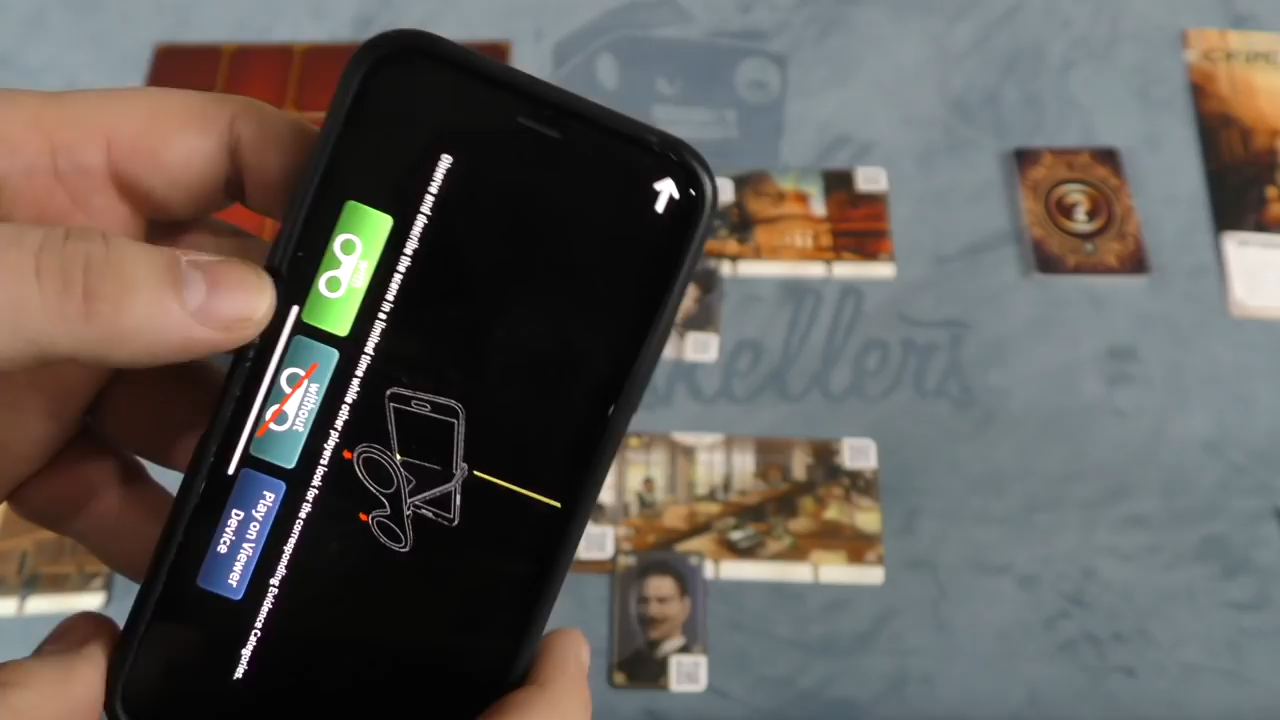 Observe and describe the scene in a limited time while other players look for the corresponding Evidence Categories.
with
without
Play on Viewer
Device